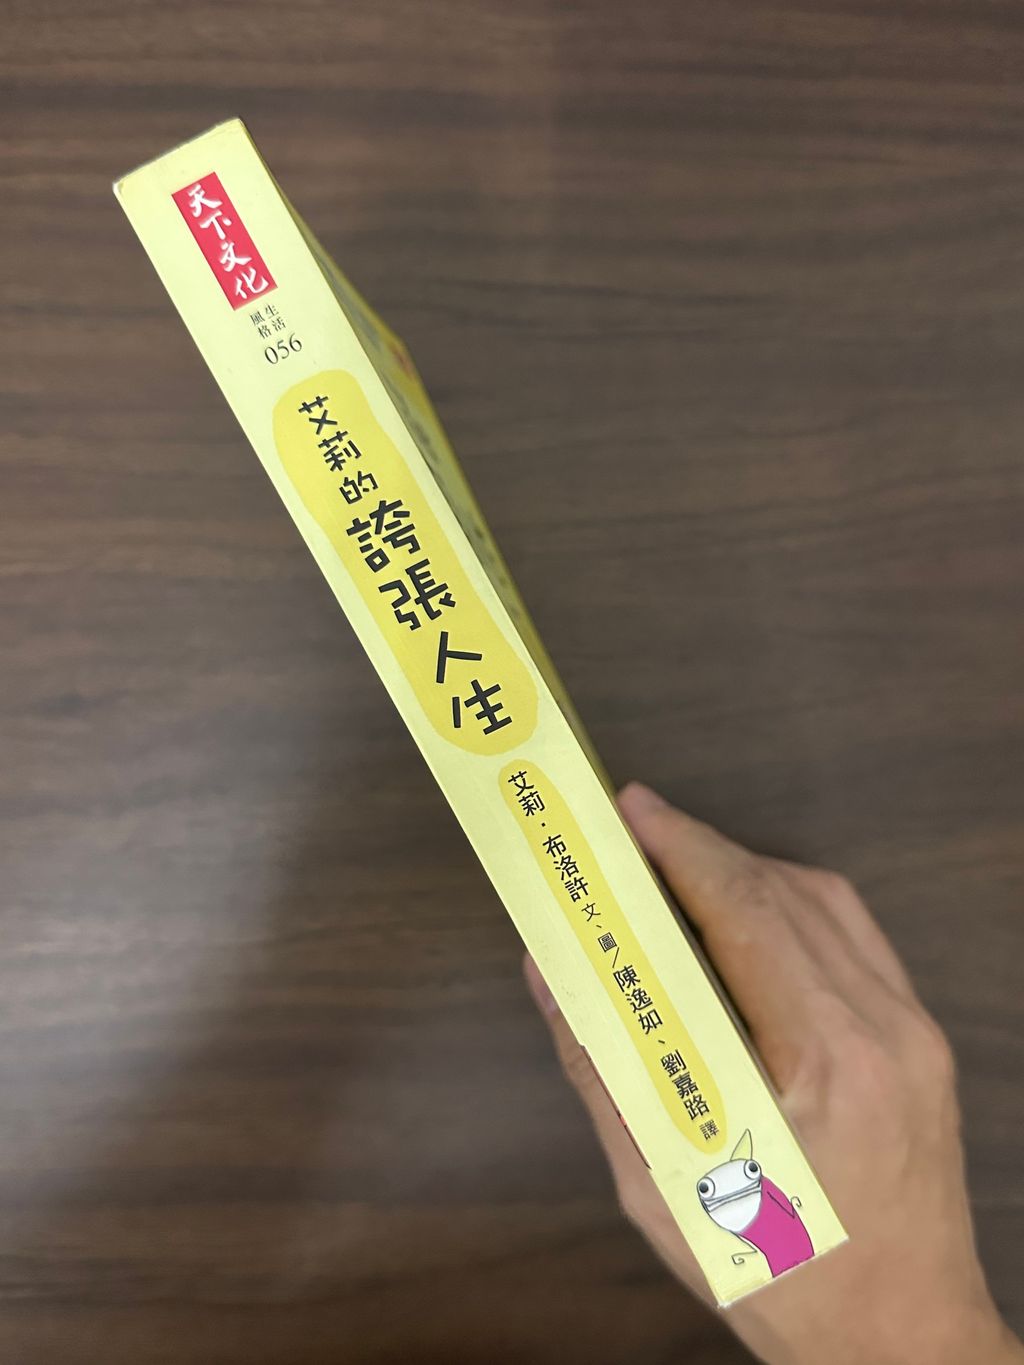 天下文化
生活
風格
056
艾莉的誇張人生
艾莉·布洛許 文、圖/陳逸如、劉嘉路 譯